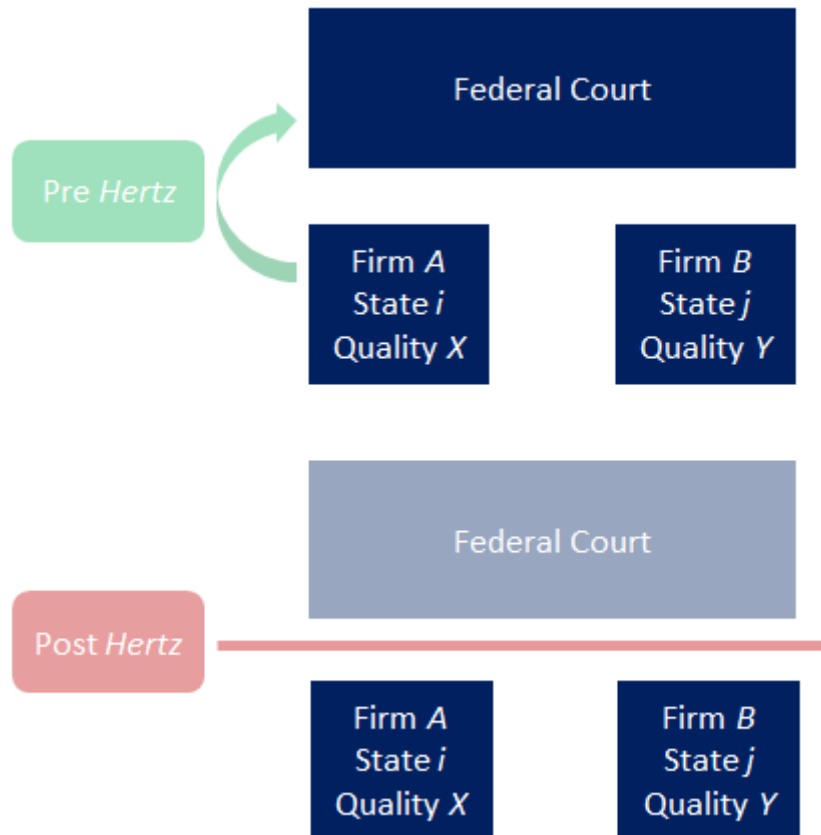 Federal Court
Pre Hertz
Firm A
State i
Quality X
Firm B
State j
Quality Y
Federal Court
Post Hertz
Firm A
State i
Quality X
Firm B
State j
Quality Y